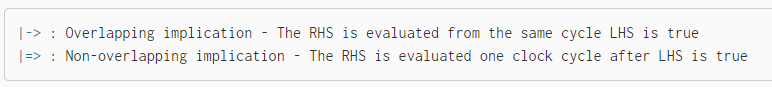 |-> : Overlapping implication - The RHS is evaluated from the same cycle LHS is true
|=> : Non-overlapping implication - The RHS is evaluated one clock cycle after LHS is true